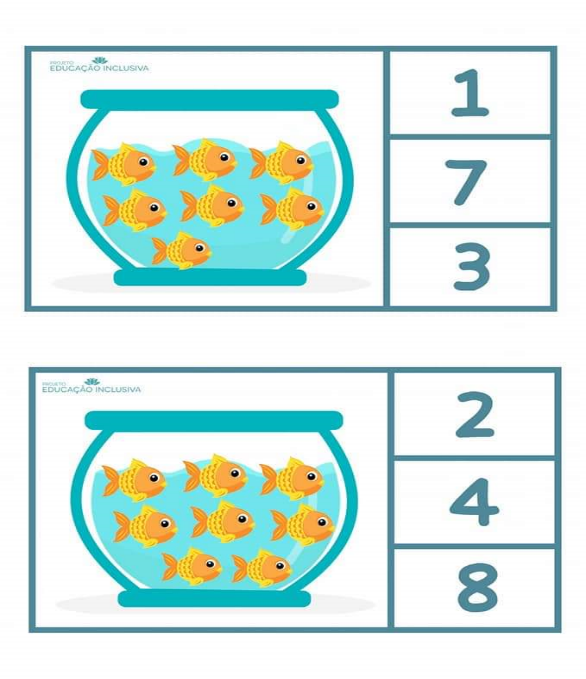 PROJETO
EDUCAÇÃO INCLUSIVA
1
7
3
PROJETO
EDUCAÇÃO INCLUSIVA
2
4
8